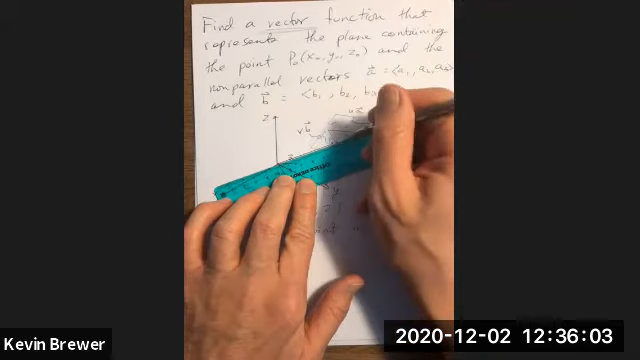 Find a vector function that
represents the plane containing
the point P₀(x₀, y₀, z₀) and the
nonparallel vectors a⃗ = <a₁, a₂, a₃>
and b⃗ = <b₁, b₂, b₃
z
v b⃗
u a⃗
y
Kevin Brewer
2020-12-02 12:36:03